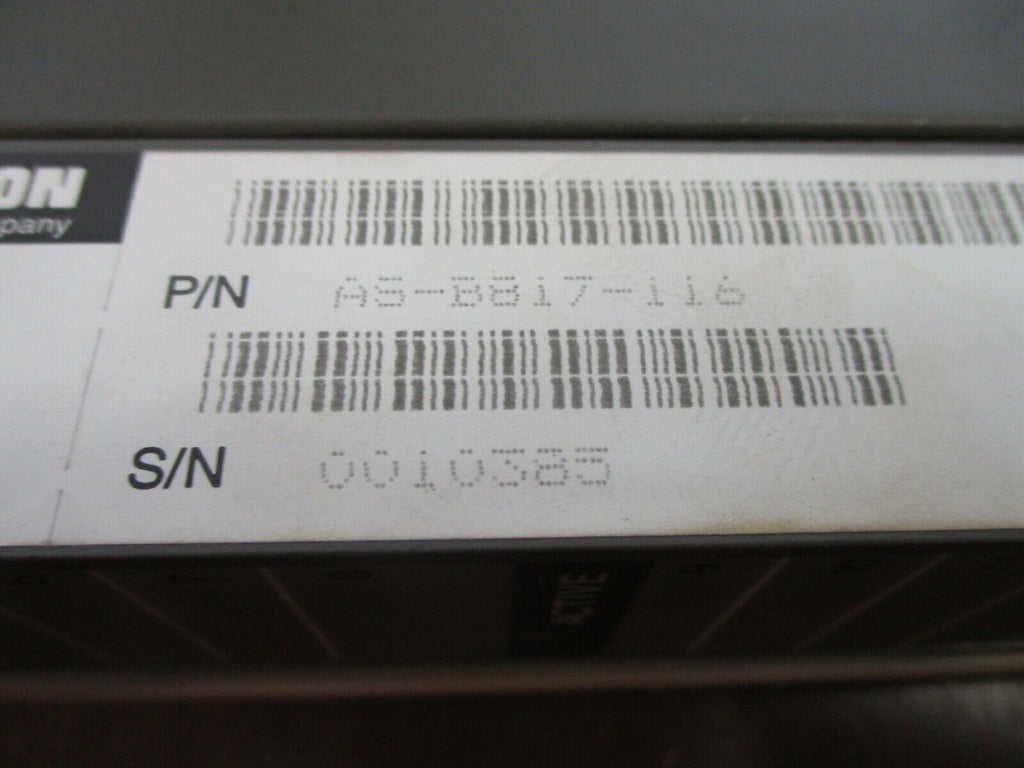 ON
pany
P/N AS-B817-116
S/N 0010385
ACTIVE